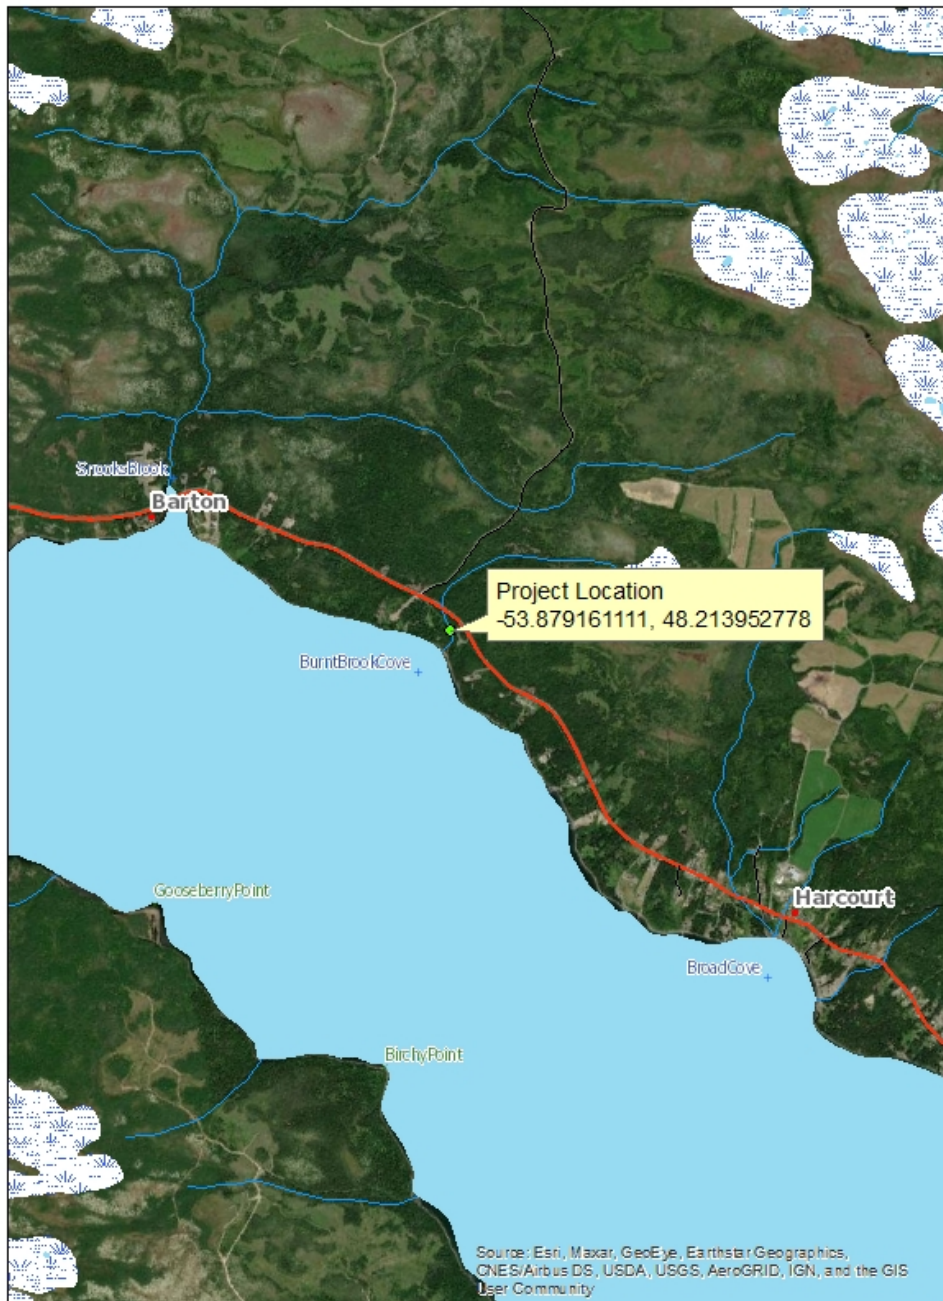 SnooksBrook
Barton
Project Location
-53.879161111, 48.213952778
BurntBrookCove
GooseberryPoint
Harcourt
BroadCove
BirchyPoint
Source: Esri, Maxar, GeoEye, Earthstar Geographics,
CNES/Airbus DS, USDA, USGS, AeroGRID, IGN, and the GIS
User Community